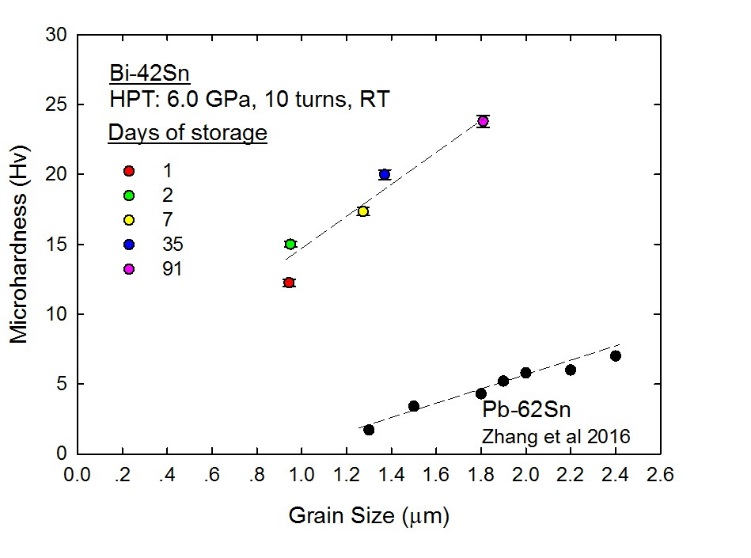 30
25
20
15
10
5
0
Microhardness (Hv)
Bi-42Sn
HPT: 6.0 GPa, 10 turns, RT
Days of storage
1
2
7
35
91
Pb-62Sn
Zhang et al 2016
0.0 .2 .4 .6 .8 1.0 1.2 1.4 1.6 1.8 2.0 2.2 2.4 2.6
Grain Size (μm)